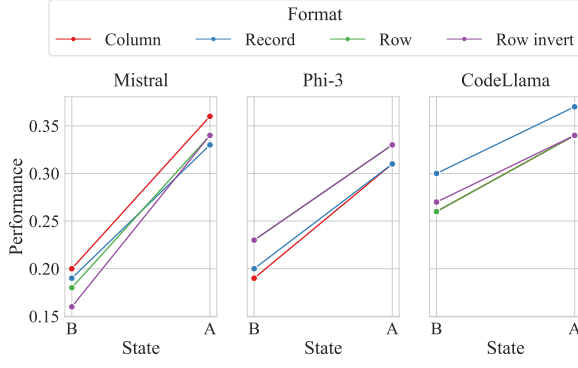 Format
Column Record Row Row invert
Mistral Phi-3 CodeLlama
Performance
0.35
0.30
0.25
0.20
0.15
B A B A B A
State State State